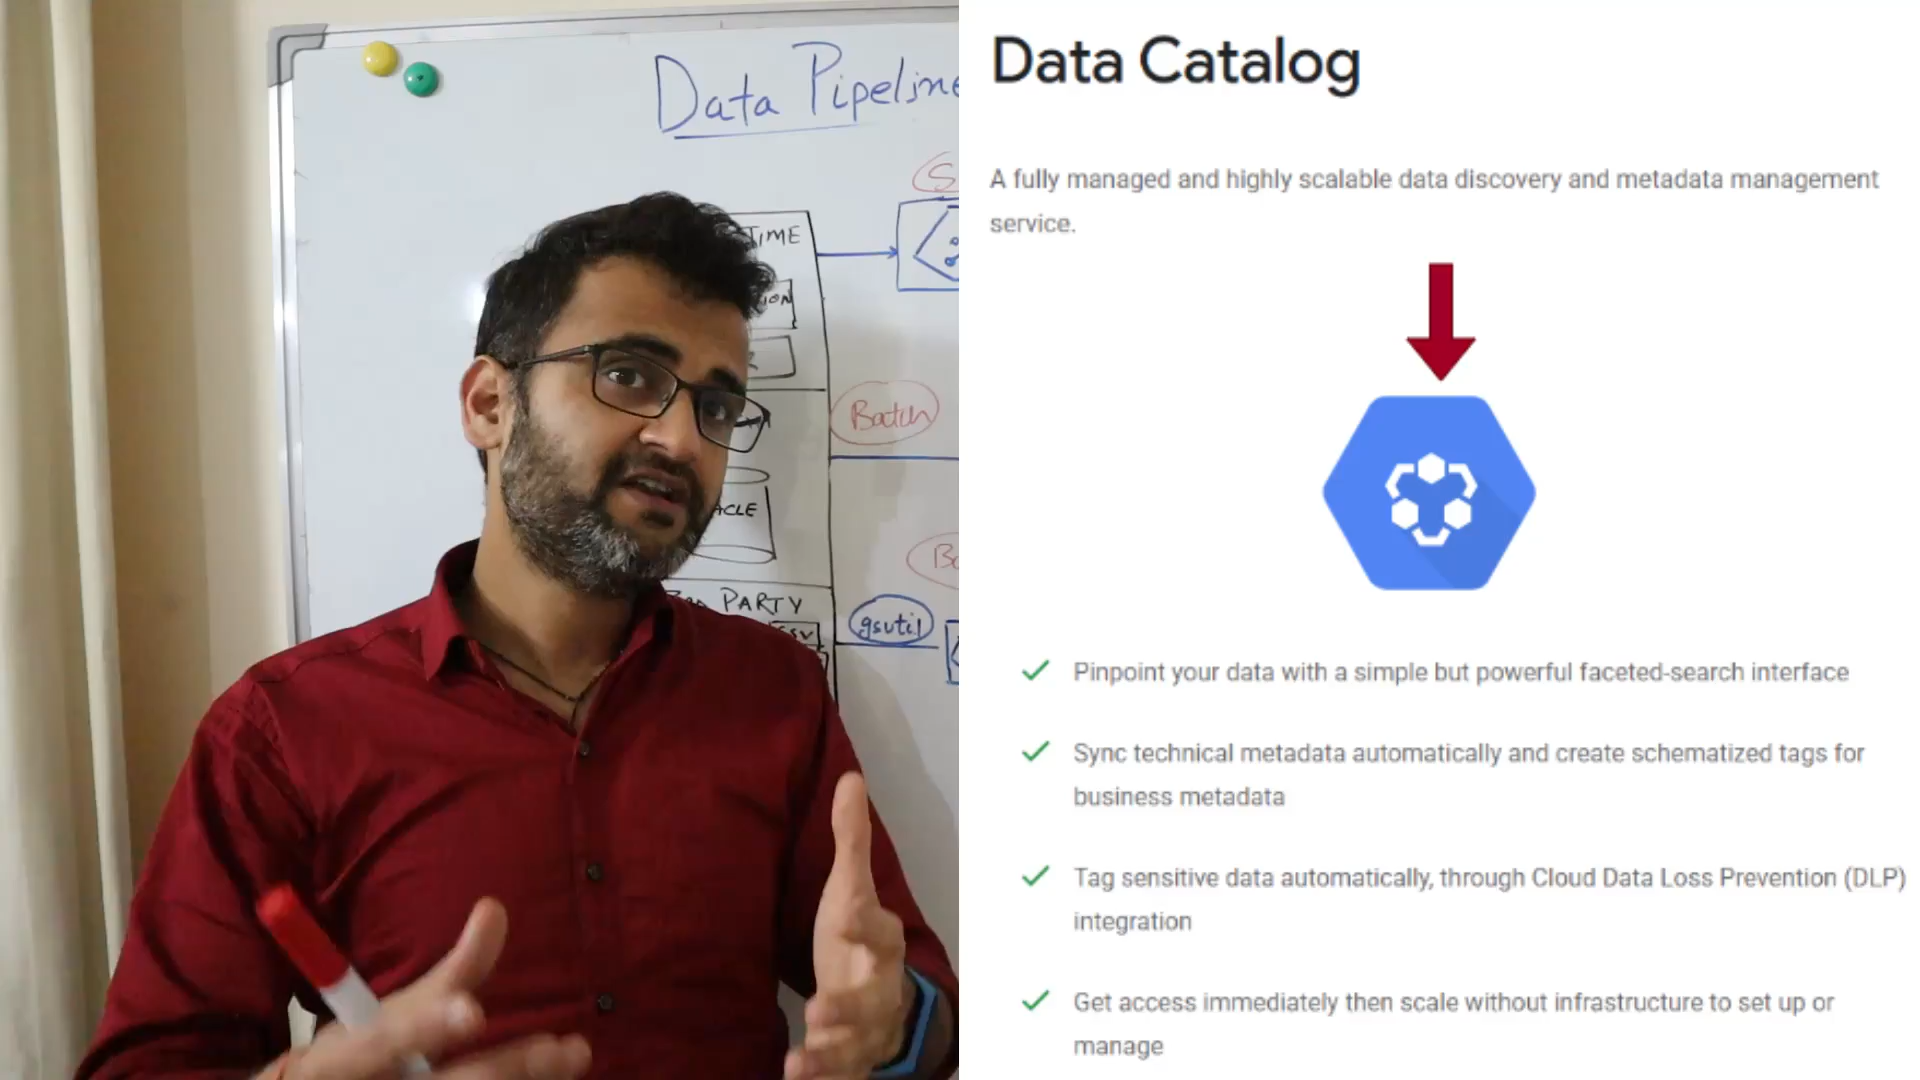 Data Pipeline
TIME
Batch
ACLE
PARTY
gsutil
Data Catalog
A fully managed and highly scalable data discovery and metadata management
service.
Pinpoint your data with a simple but powerful faceted-search interface
Sync technical metadata automatically and create schematized tags for
business metadata
Tag sensitive data automatically, through Cloud Data Loss Prevention (DLP)
integration
Get access immediately then scale without infrastructure to set up or
manage